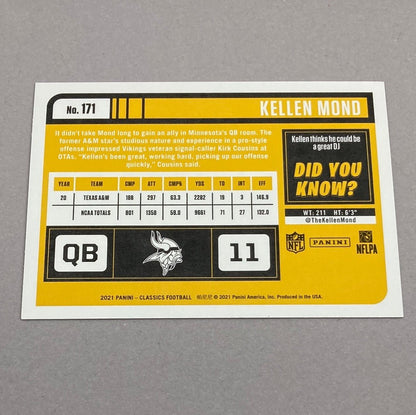 No. 171
KELLEN MOND
It didn't take Mond long to gain an ally in Minnesota's QB room. The
former A&M star's studious nature and experience in a pro-style
offense impressed Vikings veteran signal-caller Kirk Cousins at
OTAs. "Kellen's been great, working hard, picking up our offense
quickly," Cousins said.
YEAR TEAM CMP ATT CMP% YDS TD INT EFF
20 TEXAS A&M 188 297 63.3 2282 19 3 146.9
NCAA TOTALS 801 1358 59.0 9661 71 27 132.0
Kellen thinks he could be
a great DJ
DID YOU
KNOW?
WT: 211 HT: 6'3"
@TheKellenMond
QB
11
NFL PANINI NFLPA
2021 PANINI – CLASSICS FOOTBALL 帕尼尼 © 2021 Panini America, Inc. Produced in the USA.